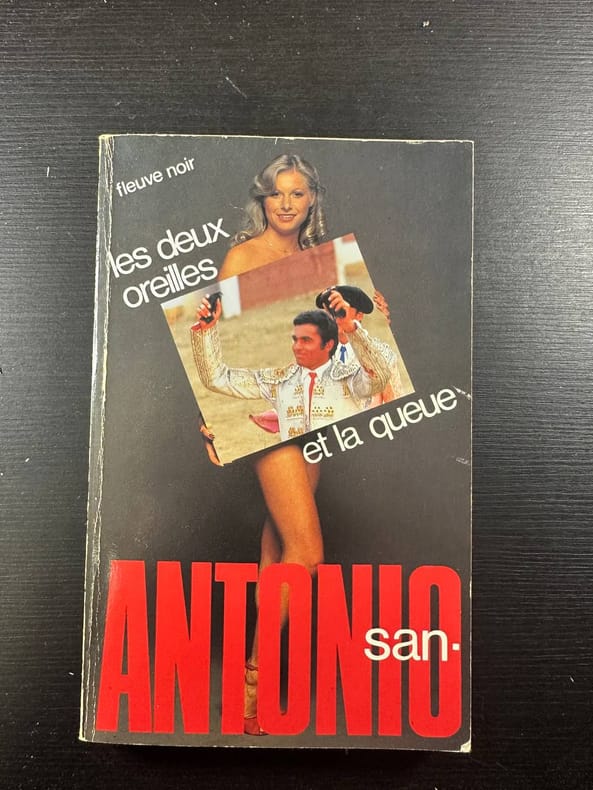 fleuve noir
les deux
oreilles
et la queue
ANTONIO
san-